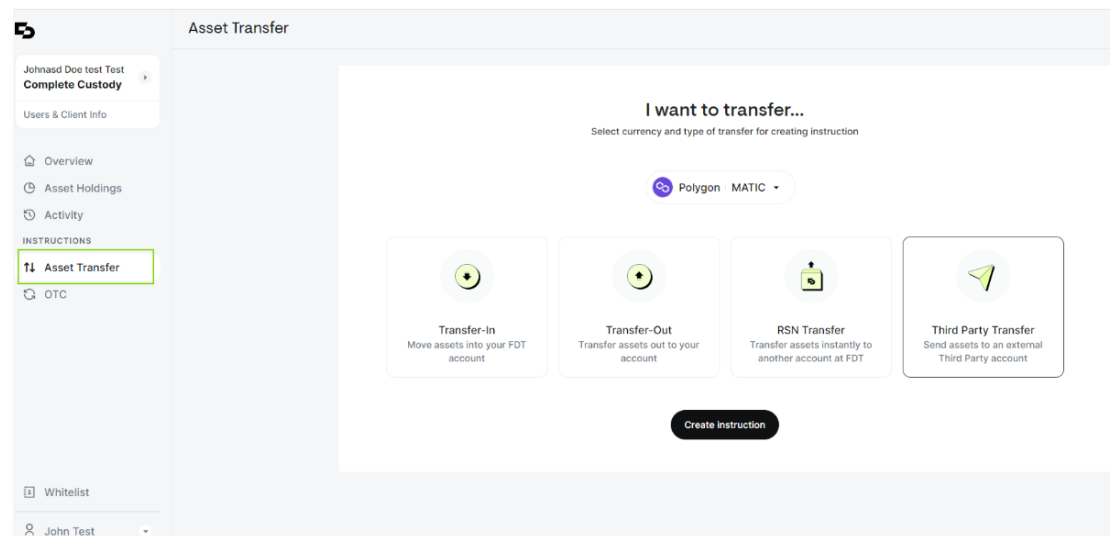 Asset Transfer
Johnasd Doe test Test
Complete Custody
Users & Client Info
Overview
Asset Holdings
Activity
INSTRUCTIONS
Asset Transfer
OTC
Whitelist
John Test
I want to transfer...
Select currency and type of transfer for creating instruction
Polygon MATIC
Transfer-In
Move assets into your FDT
account
Transfer-Out
Transfer assets out to your
account
RSN Transfer
Transfer assets instantly to
another account at FDT
Third Party Transfer
Send assets to an external
Third Party account
Create instruction